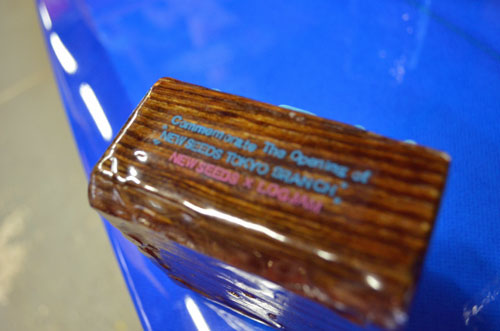 Commemorate The Opening of
"NEW SEEDS TOKYO BRANCH"
NEW SEEDS X LOGJAM